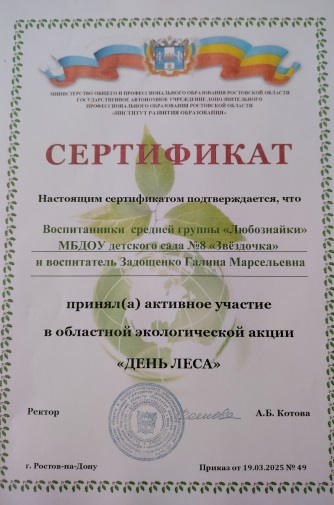 МИНИСТЕРСТВО ОБЩЕГО И ПРОФЕССИОНАЛЬНОГО ОБРАЗОВАНИЯ РОСТОВСКОЙ ОБЛАСТИ
ГОСУДАРСТВЕННОЕ АВТОНОМНОЕ УЧРЕЖДЕНИЕ ДОПОЛНИТЕЛЬНОГО
ПРОФЕССИОНАЛЬНОГО ОБРАЗОВАНИЯ РОСТОВСКОЙ ОБЛАСТИ
«ИНСТИТУТ РАЗВИТИЯ ОБРАЗОВАНИЯ»
СЕРТИФИКАТ
Настоящим сертификатом подтверждается, что
Воспитанники средней группы «Любознайки»
МБДОУ детского сада №8 «Звёздочка»
и воспитатель Задощенко Галина Марсельевна
принял(а) активное участие
в областной экологической акции
«ДЕНЬ ЛЕСА»
Ректор А.Б. Котова
г. Ростов-на-Дону Приказ от 19.03.2025 № 49